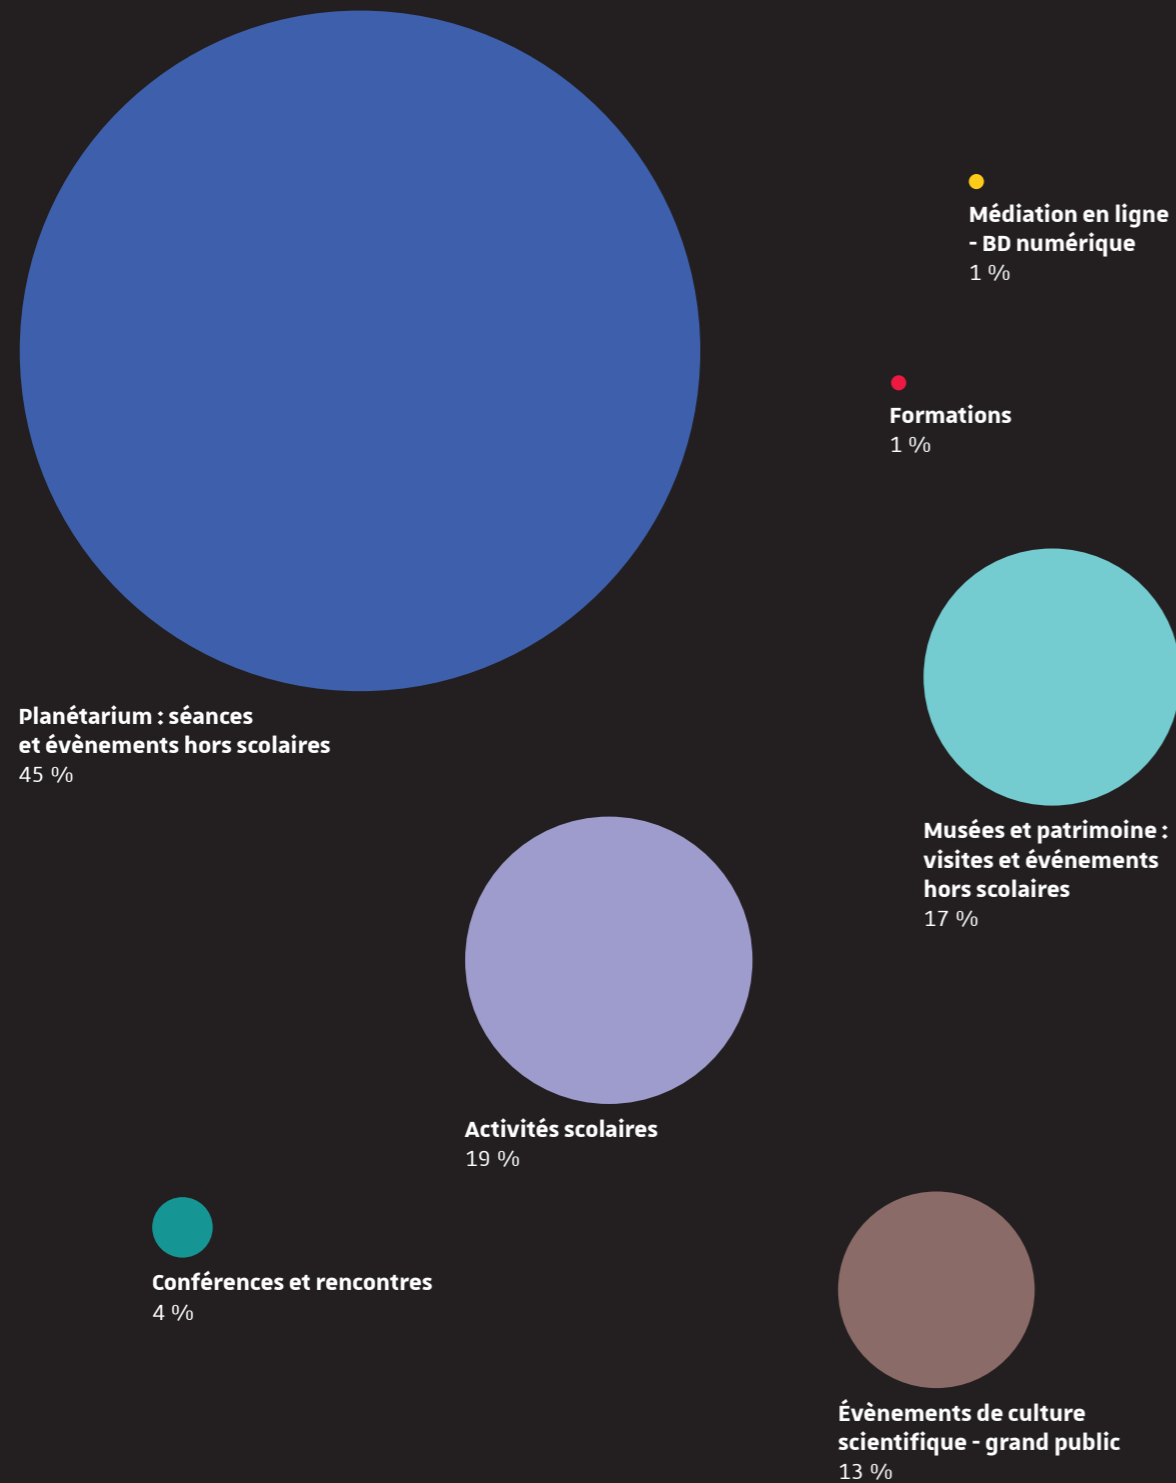 Médiation en ligne
- BD numérique
1 %
Formations
1 %
Planétarium : séances
et évènements hors scolaires
45 %
Musées et patrimoine :
visites et événements
hors scolaires
17 %
Activités scolaires
19 %
Conférences et rencontres
4 %
Évènements de culture
scientifique - grand public
13 %